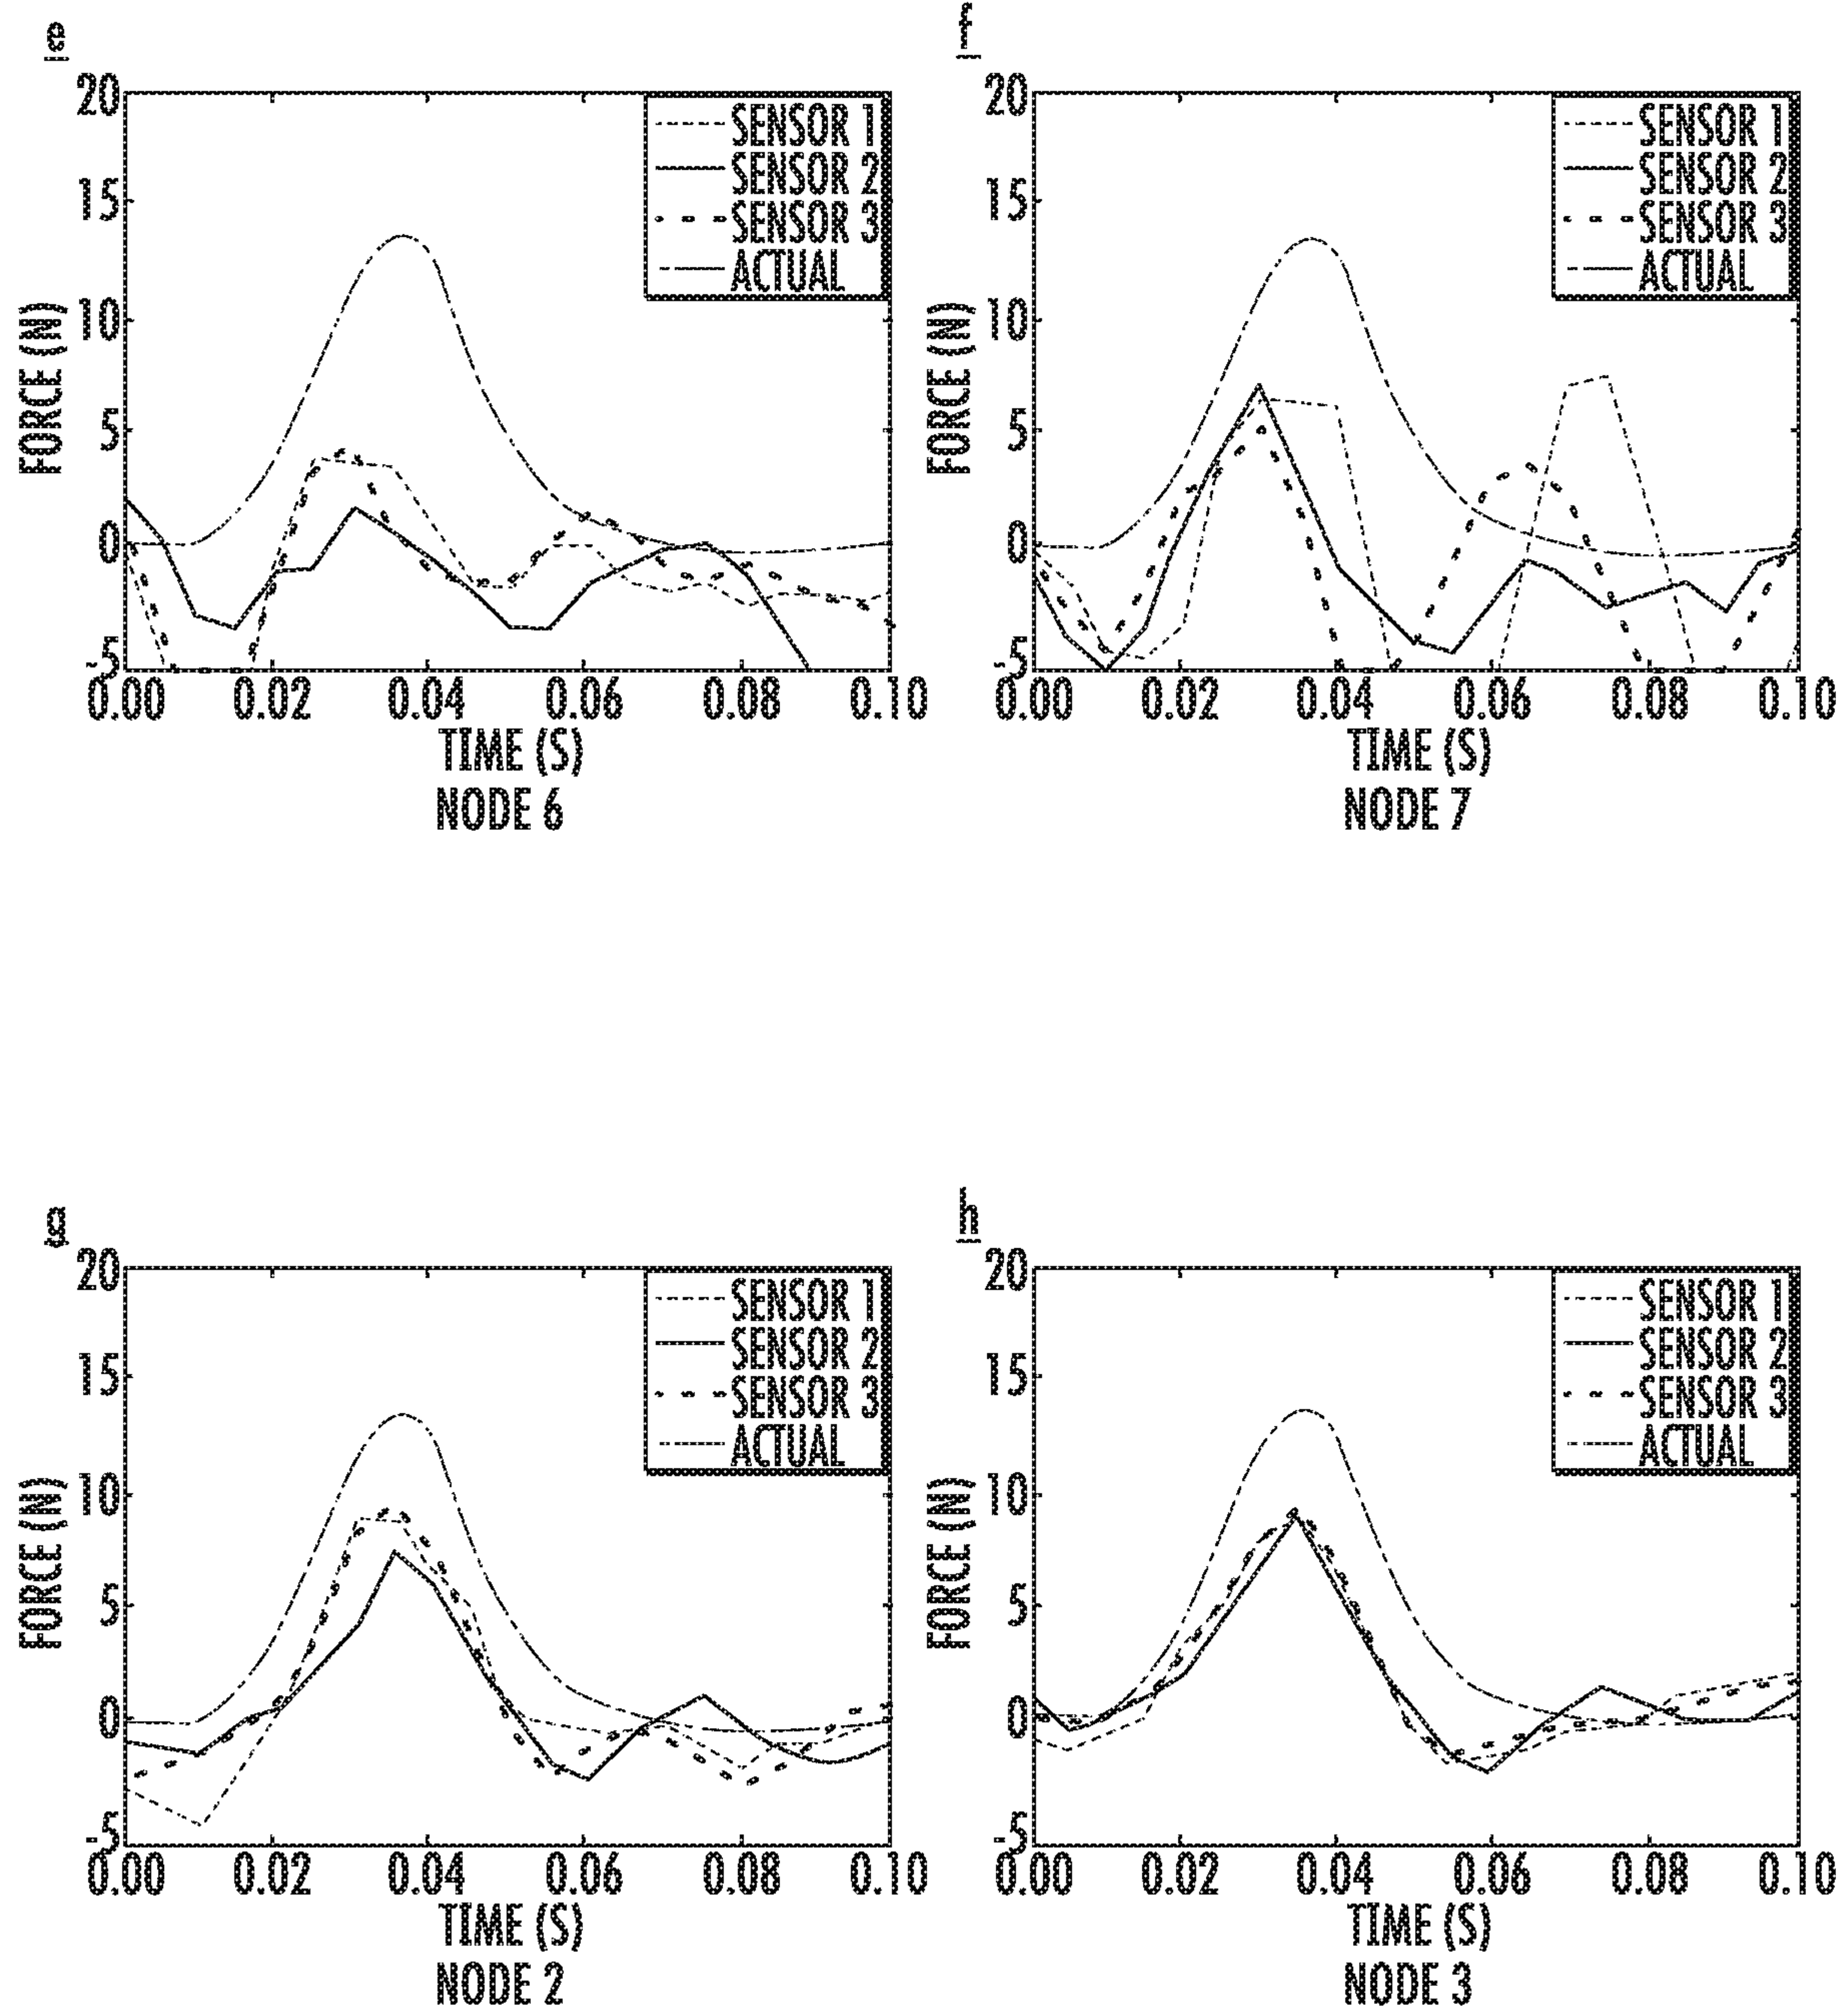 e
20
15
10
5
0
-5
FORCE (N)
SENSOR 1
SENSOR 2
SENSOR 3
ACTUAL
0.00 0.02 0.04 0.06 0.08 0.10
TIME (S)
NODE 6
f
20
15
10
5
0
-5
FORCE (N)
SENSOR 1
SENSOR 2
SENSOR 3
ACTUAL
0.00 0.02 0.04 0.06 0.08 0.10
TIME (S)
NODE 7
g
20
15
10
5
0
-5
FORCE (N)
SENSOR 1
SENSOR 2
SENSOR 3
ACTUAL
0.00 0.02 0.04 0.06 0.08 0.10
TIME (S)
NODE 2
h
20
15
10
5
0
-5
FORCE (N)
SENSOR 1
SENSOR 2
SENSOR 3
ACTUAL
0.00 0.02 0.04 0.06 0.08 0.10
TIME (S)
NODE 3